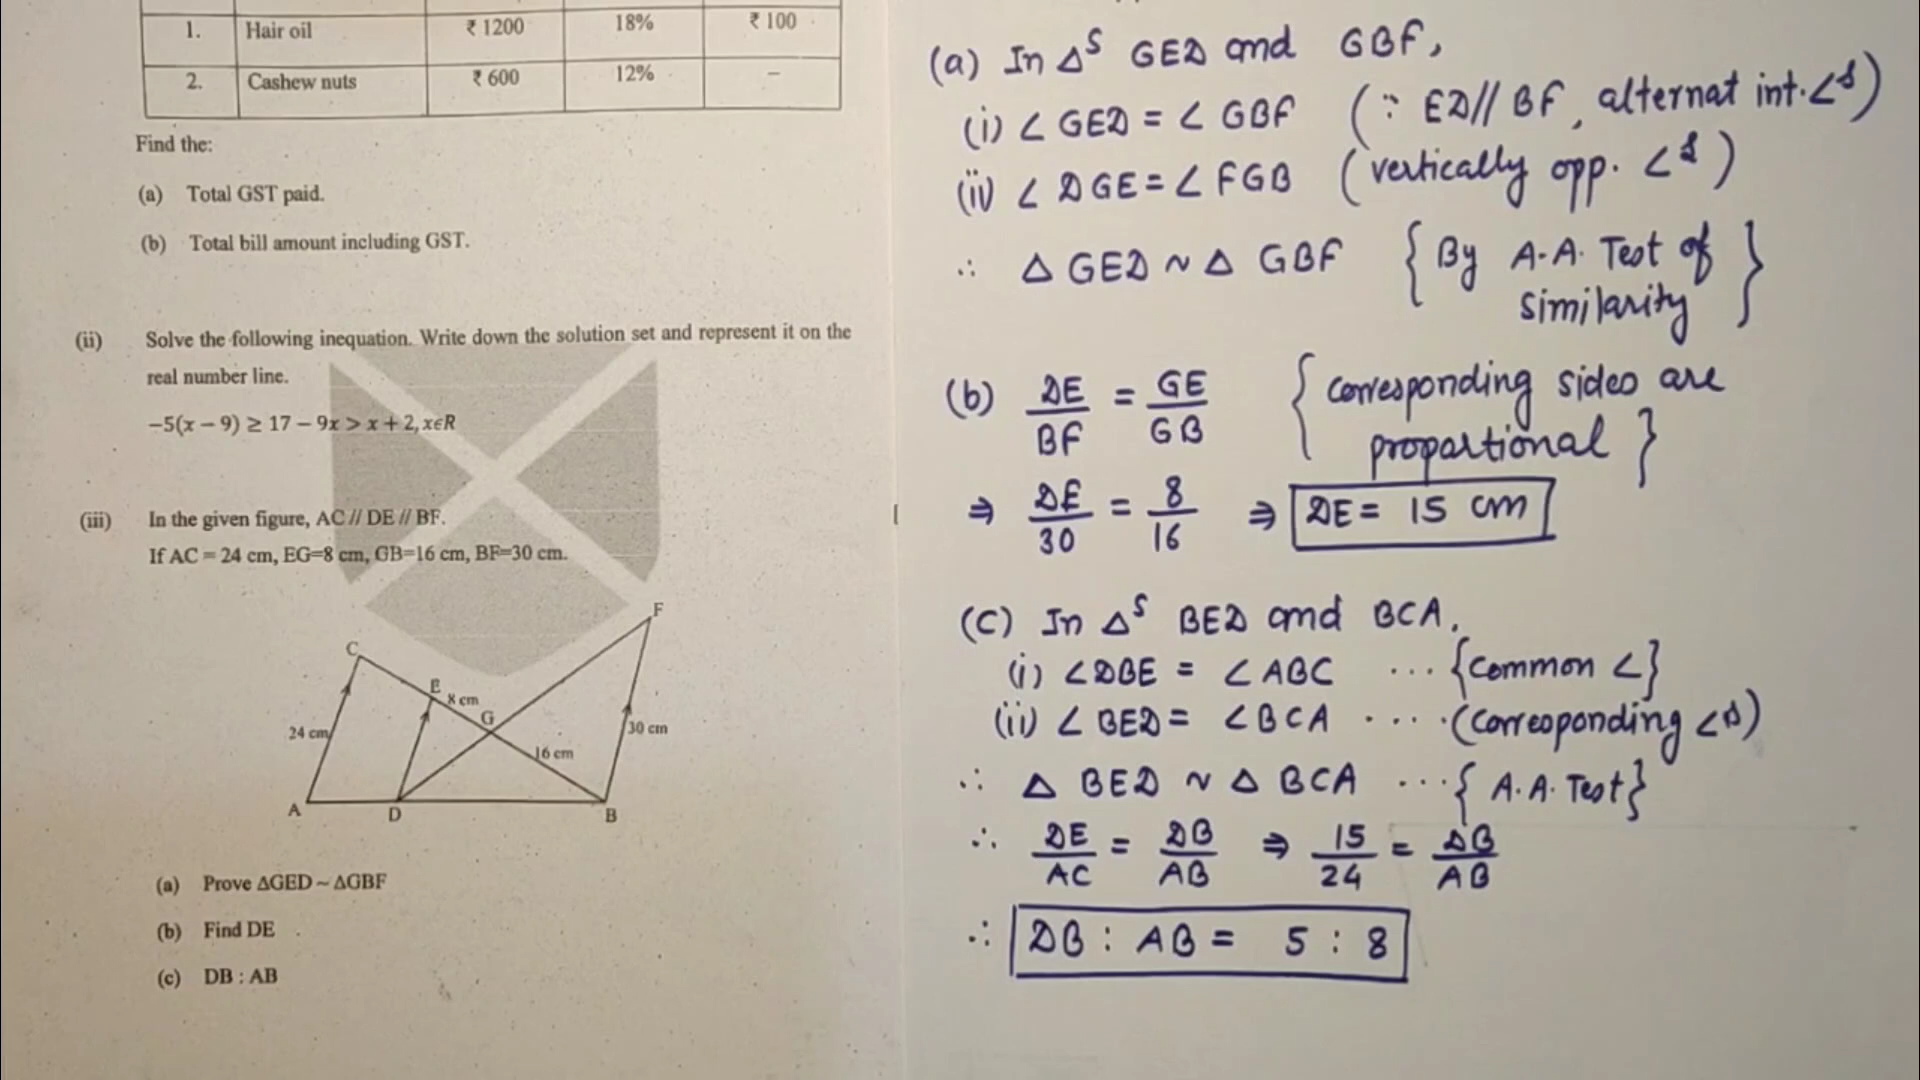 1. Hair oil ₹ 1200 18% ₹ 100
2. Cashew nuts ₹ 600 12% –
Find the:
(a) Total GST paid.
(b) Total bill amount including GST.
(ii) Solve the following inequation. Write down the solution set and represent it on the
real number line.
−5(x − 9) ≥ 17 − 9x > x + 2, xϵR
(iii) In the given figure, AC // DE // BF.
If AC = 24 cm, EG=8 cm, GB=16 cm, BF=30 cm.
F
C
E
8 cm
G
24 cm
30 cm
16 cm
A
D
B
(a) Prove ΔGED ~ ΔGBF
(b) Find DE
(c) DB : AB
(a) In Δˢ GED and GBF,
(i) ∠ GED = ∠ GBF (∵ ED // BF, alternat int. ∠s)
(ii) ∠ DGE = ∠ FGB (vertically opp. ∠s)
∴ Δ GED ~ Δ GBF { By A.A. Test of
similarity }
(b) DE/BF = GE/GB { corresponding sides are
proportional }
⇒ DE/30 = 8/16 ⇒ DE = 15 cm
(C) In Δˢ BED and BCA,
(i) ∠DBE = ∠ABC ... {common ∠}
(ii) ∠ BED = ∠BCA .... (corresponding ∠s)
∴ Δ BED ~ Δ BCA ...{ A.A. Test}
∴ DE/AC = DB/AB ⇒ 15/24 = DB/AB
∴ DB : AB = 5 : 8